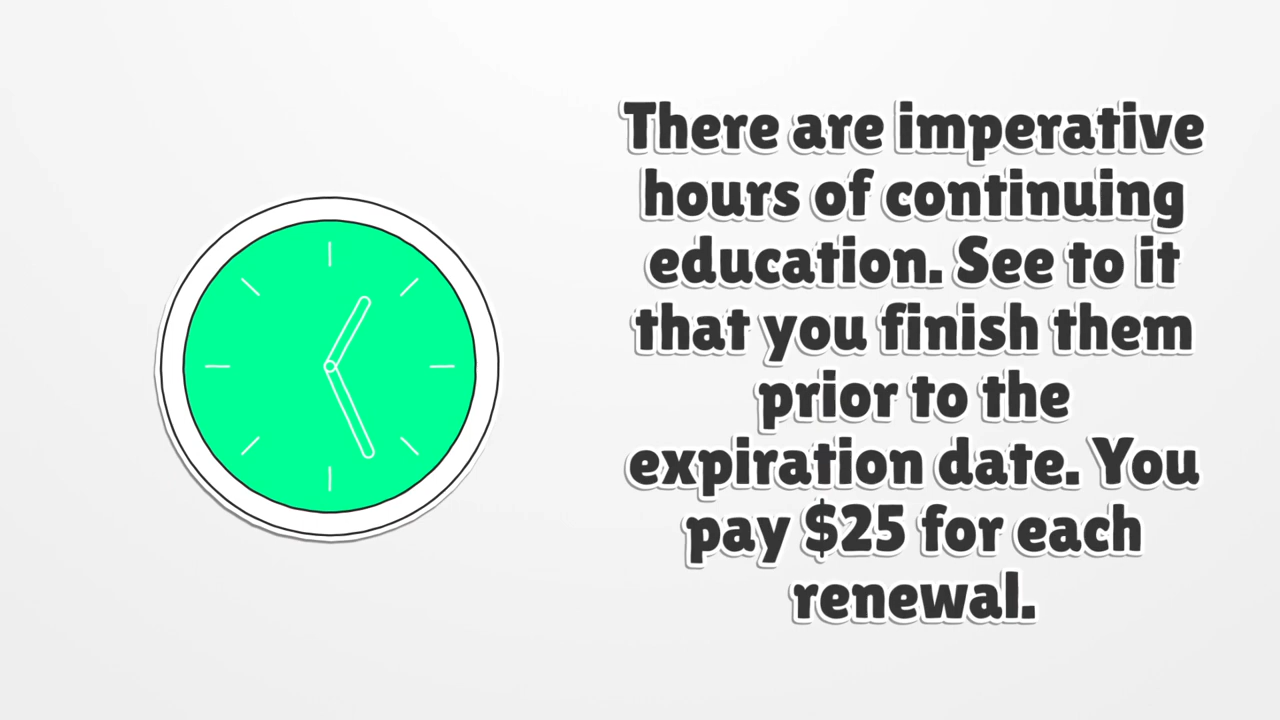 There are imperative
hours of continuing
education. See to it
that you finish them
prior to the
expiration date. You
pay $25 for each
renewal.